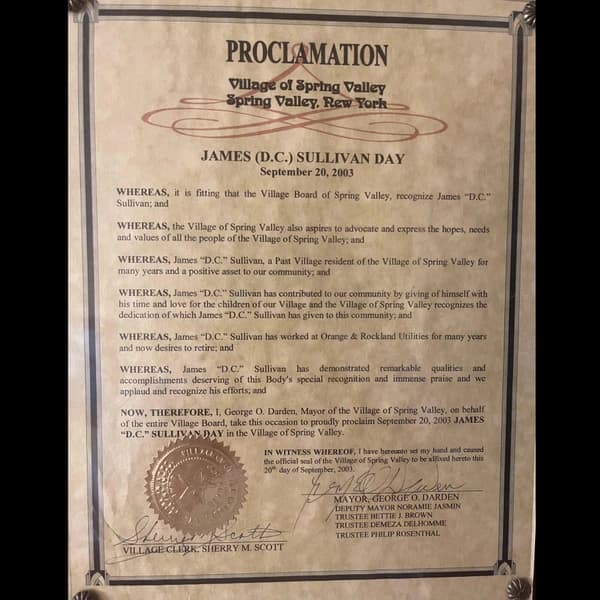 PROCLAMATION
Village of Spring Valley
Spring Valley, New York
JAMES (D.C.) SULLIVAN DAY
September 20, 2003
WHEREAS, it is fitting that the Village Board of Spring Valley, recognize James "D.C."
Sullivan; and
WHEREAS, the Village of Spring Valley also aspires to advocate and express the hopes, needs
and values of all the people of the Village of Spring Valley; and
WHEREAS, James "D.C." Sullivan, a Past Village resident of the Village of Spring Valley for
many years and a positive asset to our community; and
WHEREAS, James "D.C." Sullivan has contributed to our community by giving of himself with
his time and love for the children of our Village and the Village of Spring Valley recognizes the
dedication of which James "D.C." Sullivan has given to this community; and
WHEREAS, James "D.C." Sullivan has worked at Orange & Rockland Utilities for many years
and now desires to retire; and
WHEREAS, James "D.C." Sullivan has demonstrated remarkable qualities and
accomplishments deserving of this Body's special recognition and immense praise and we
applaud and recognize his efforts; and
NOW, THEREFORE, I, George O. Darden, Mayor of the Village of Spring Valley, on behalf
of the entire Village Board, take this occasion to proudly proclaim September 20, 2003 JAMES
"D.C." SULLIVAN DAY in the Village of Spring Valley.
IN WITNESS WHEREOF, I have hereunto set my hand and caused
the official seal of the Village of Spring Valley to be affixed hereto this
20th day of September, 2003.
MAYOR, GEORGE O. DARDEN
DEPUTY MAYOR NORAMIE JASMIN
TRUSTEE BETTIE J. BROWN
TRUSTEE DEMEZA DELHOMME
TRUSTEE PHILIP ROSENTHAL
Sherry M Scott
VILLAGE CLERK, SHERRY M. SCOTT